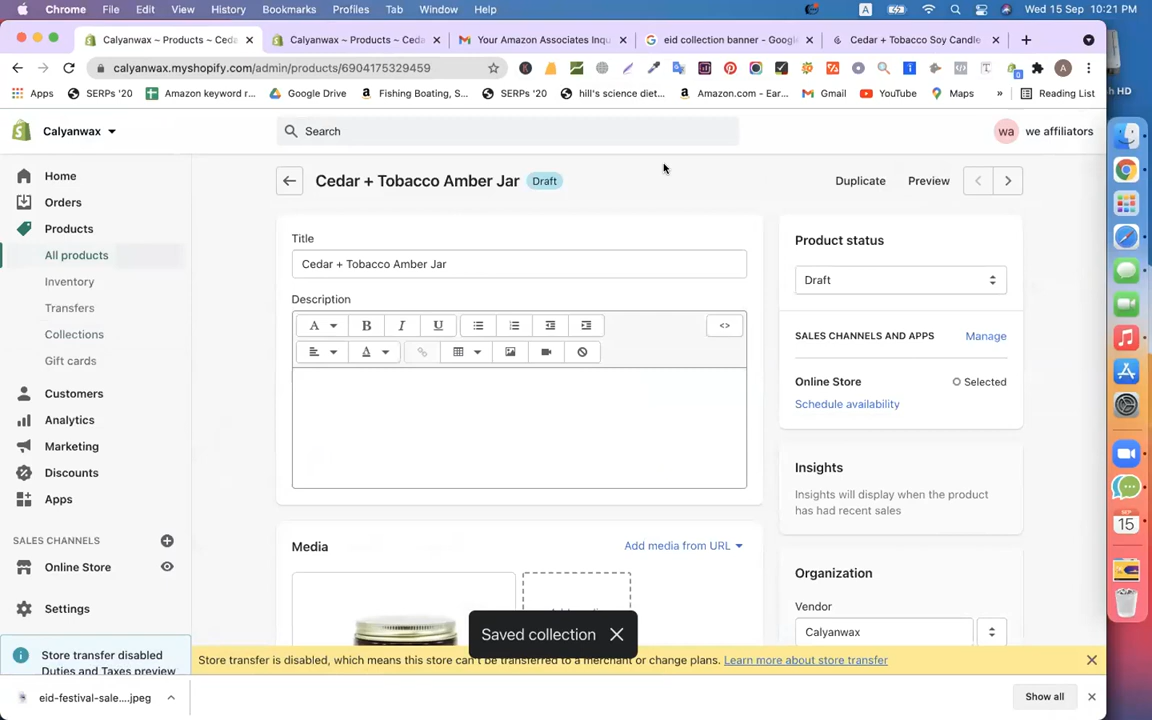 Chrome File Edit View History Bookmarks Profiles Tab Window Help A Wed 15 Sep 10:21 PM
Calyanwax ~ Products ~ Ceda Calyanwax ~ Products ~ Ceda Your Amazon Associates Inqu eid collection banner - Google Cedar + Tobacco Soy Candle
calyanwax.myshopify.com/admin/products/6904175329459
Apps SERPs '20 Amazon keyword r... Google Drive Fishing Boating, S... SERPs '20 hill's science diet... Amazon.com - Ear... Gmail YouTube Maps » Reading List
Calyanwax Search wa we affiliators
Home
Orders
Products
All products
Inventory
Transfers
Collections
Gift cards
Customers
Analytics
Marketing
Discounts
Apps
SALES CHANNELS
Online Store
Settings
Store transfer disabled
Duties and Taxes preview
Cedar + Tobacco Amber Jar Draft Duplicate Preview
Title
Cedar + Tobacco Amber Jar
Description
A B I U <>
A
Media Add media from URL
Product status
Draft
SALES CHANNELS AND APPS Manage
Online Store Selected
Schedule availability
Insights
Insights will display when the product
has had recent sales
Organization
Vendor
Calyanwax
Saved collection
Store transfer is disabled, which means this store can't be transferred to a merchant or change plans. Learn more about store transfer
eid-festival-sale....jpeg Show all